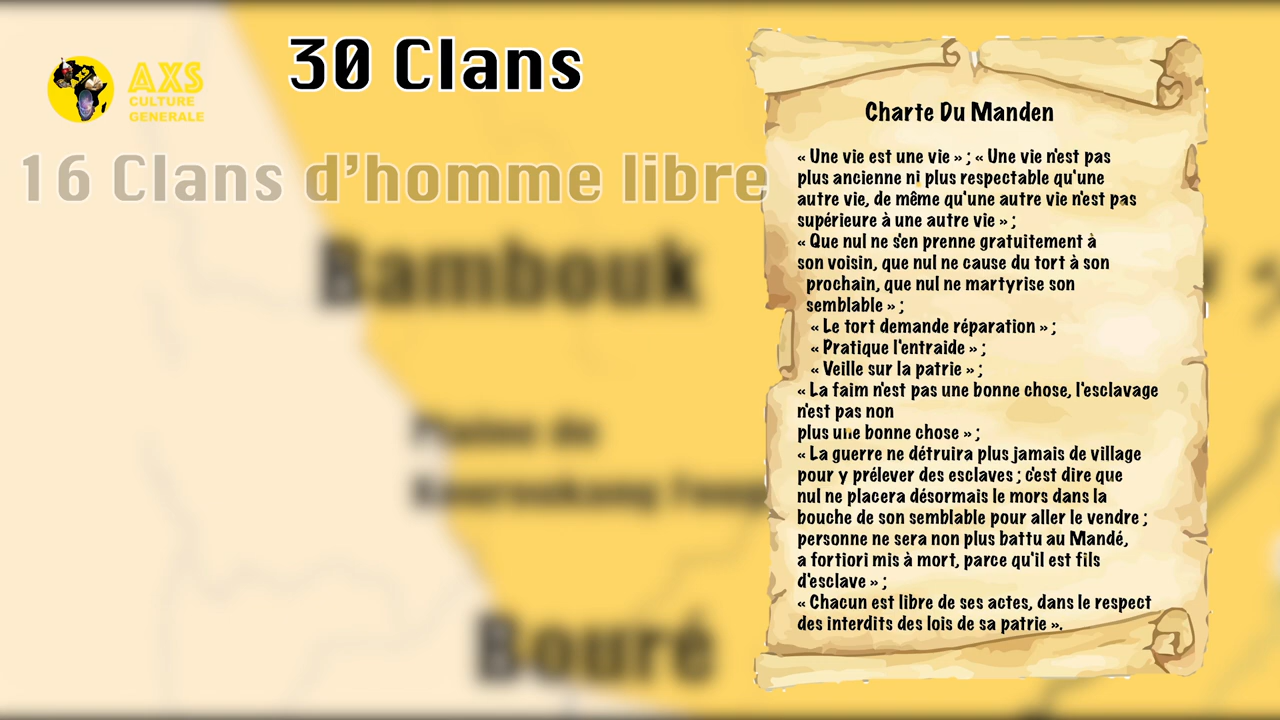 AXS
CULTURE
GENERALE
30 Clans
16 Clans d'homme libre
Bambouk
Plaine de
Bouré
Charte Du Manden
« Une vie est une vie » ; « Une vie n'est pas
plus ancienne ni plus respectable qu'une
autre vie, de même qu'une autre vie n'est pas
supérieure à une autre vie » ;
« Que nul ne s'en prenne gratuitement à
son voisin, que nul ne cause du tort à son
prochain, que nul ne martyrise son
semblable » ;
« Le tort demande réparation » ;
« Pratique l'entraide » ;
« Veille sur la patrie » ;
« La faim n'est pas une bonne chose, l'esclavage
n'est pas non
plus une bonne chose » ;
« La guerre ne détruira plus jamais de village
pour y prélever des esclaves ; c'est dire que
nul ne placera désormais le mors dans la
bouche de son semblable pour aller le vendre ;
personne ne sera non plus battu au Mandé,
a fortiori mis à mort, parce qu'il est fils
d'esclave » ;
« Chacun est libre de ses actes, dans le respect
des interdits des lois de sa patrie ».